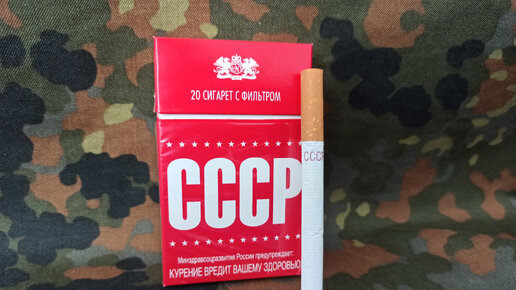 20 СИГАРЕТ С ФИЛЬТРОМ
СССР
СССР
Минздравсоцразвития России предупреждает:
КУРЕНИЕ ВРЕДИТ ВАШЕМУ ЗДОРОВЬЮ